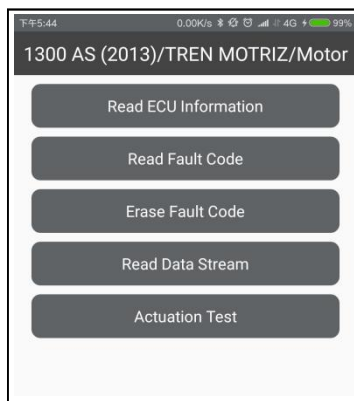 下午5:44 0.00K/s 4G 99%
1300 AS (2013)/TREN MOTRIZ/Motor
Read ECU Information
Read Fault Code
Erase Fault Code
Read Data Stream
Actuation Test